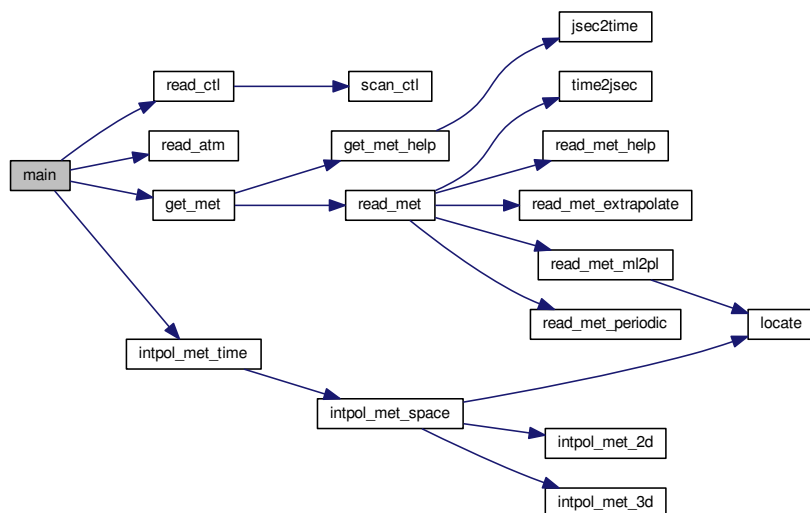 jsec2time
read_ctl
scan_ctl
time2jsec
read_atm
get_met_help
read_met_help
main
get_met
read_met
read_met_extrapolate
read_met_ml2pl
read_met_periodic
locate
intpol_met_time
intpol_met_space
intpol_met_2d
intpol_met_3d